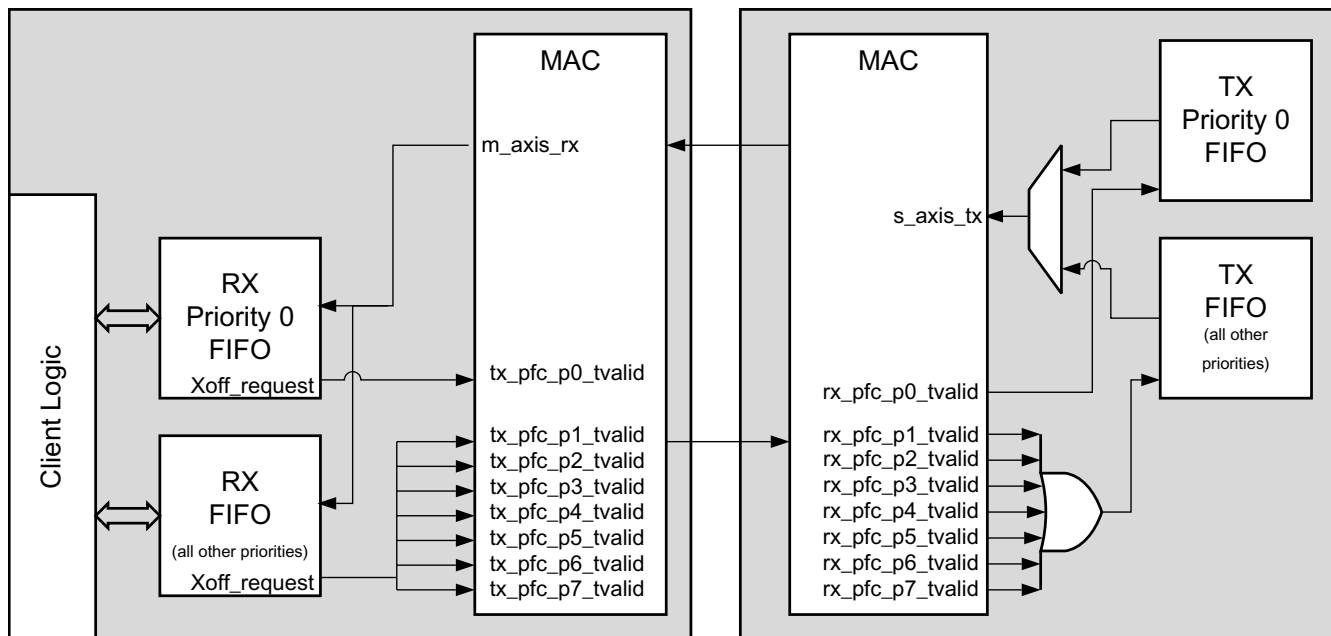 MAC
m_axis_rx
Client Logic
RX
Priority 0
FIFO
Xoff_request
RX
FIFO
(all other priorities)
Xoff_request
tx_pfc_p0_tvalid
tx_pfc_p1_tvalid
tx_pfc_p2_tvalid
tx_pfc_p3_tvalid
tx_pfc_p4_tvalid
tx_pfc_p5_tvalid
tx_pfc_p6_tvalid
tx_pfc_p7_tvalid
MAC
s_axis_tx
rx_pfc_p0_tvalid
rx_pfc_p1_tvalid
rx_pfc_p2_tvalid
rx_pfc_p3_tvalid
rx_pfc_p4_tvalid
rx_pfc_p5_tvalid
rx_pfc_p6_tvalid
rx_pfc_p7_tvalid
TX
Priority 0
FIFO
TX
FIFO
(all other
priorities)